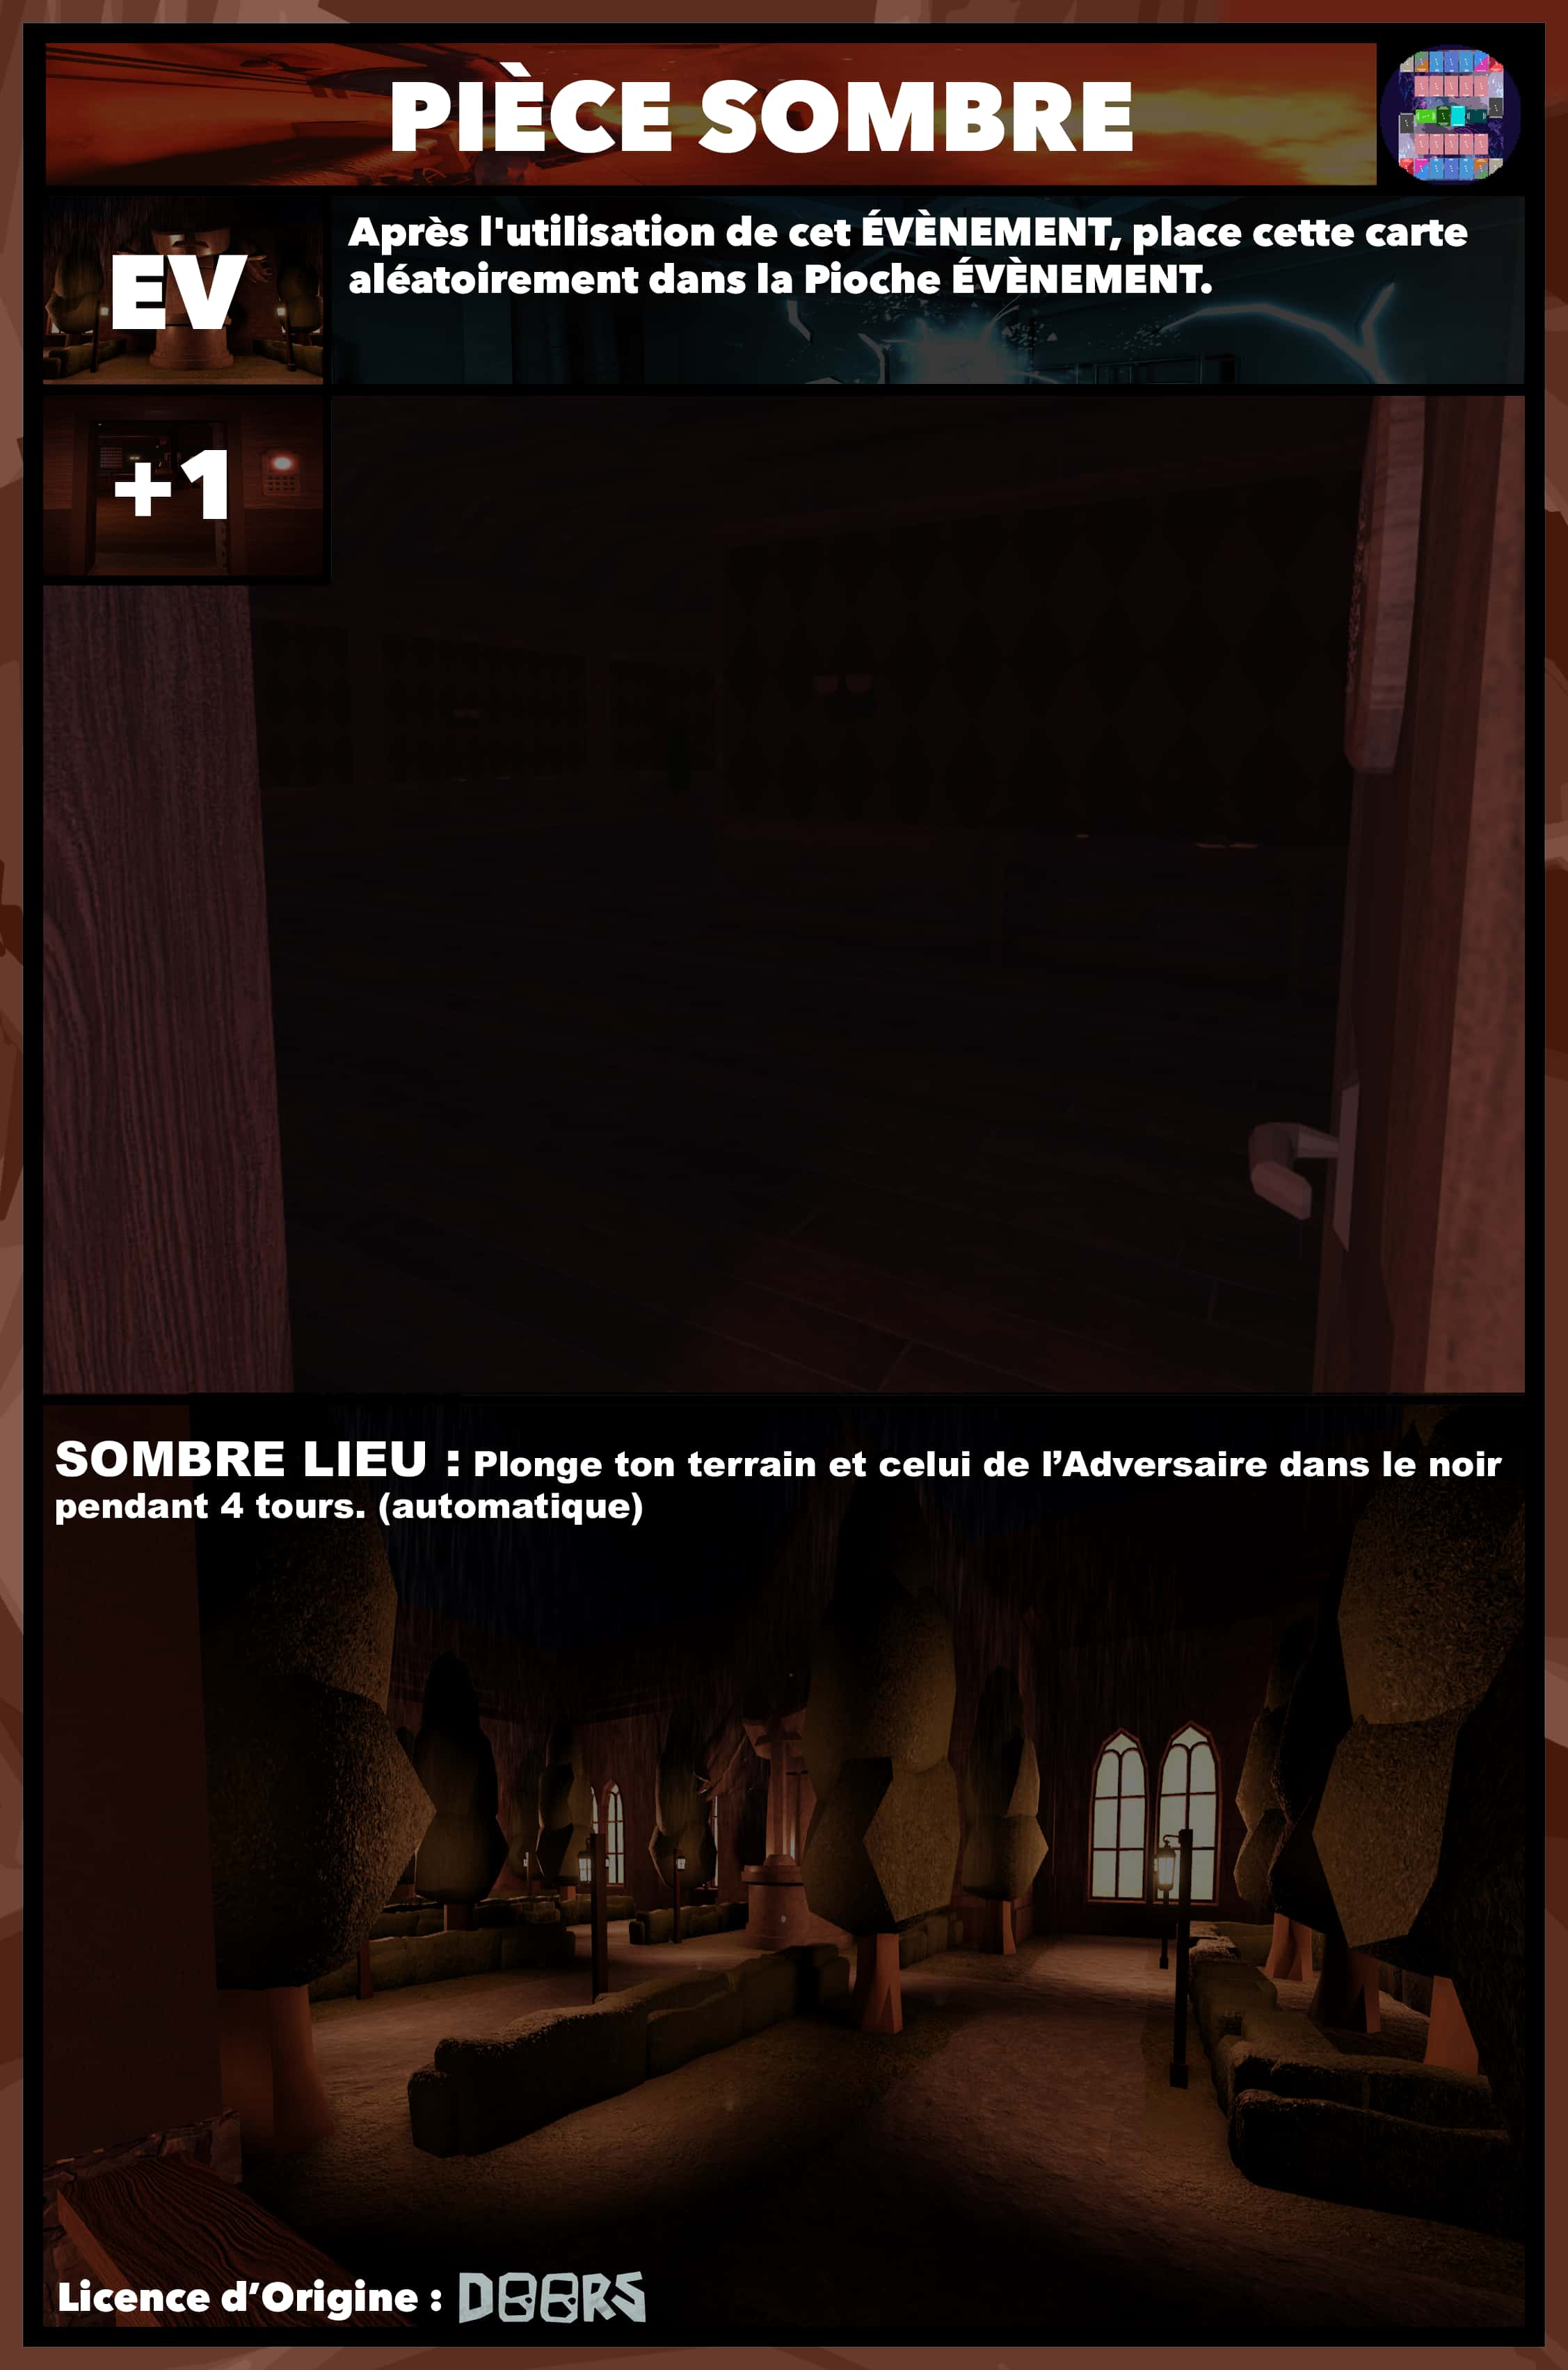 PIÈCE SOMBRE
EV
Après l'utilisation de cet ÉVÈNEMENT, place cette carte
aléatoirement dans la Pioche ÉVÈNEMENT.
+1
SOMBRE LIEU : Plonge ton terrain et celui de l’Adversaire dans le noir
pendant 4 tours. (automatique)
Licence d’Origine : DOORS